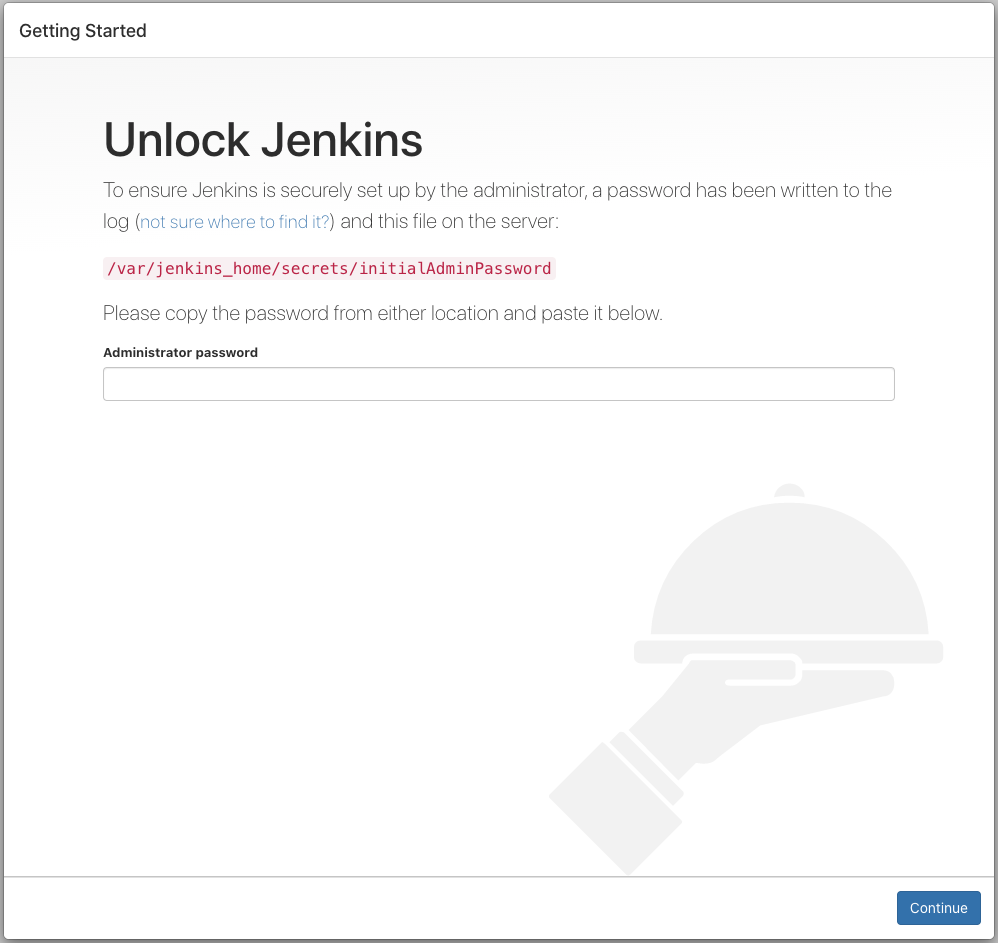 Getting Started
Unlock Jenkins
To ensure Jenkins is securely set up by the administrator, a password has been written to the
log (not sure where to find it?) and this file on the server:
/var/jenkins_home/secrets/initialAdminPassword
Please copy the password from either location and paste it below.
Administrator password
Continue